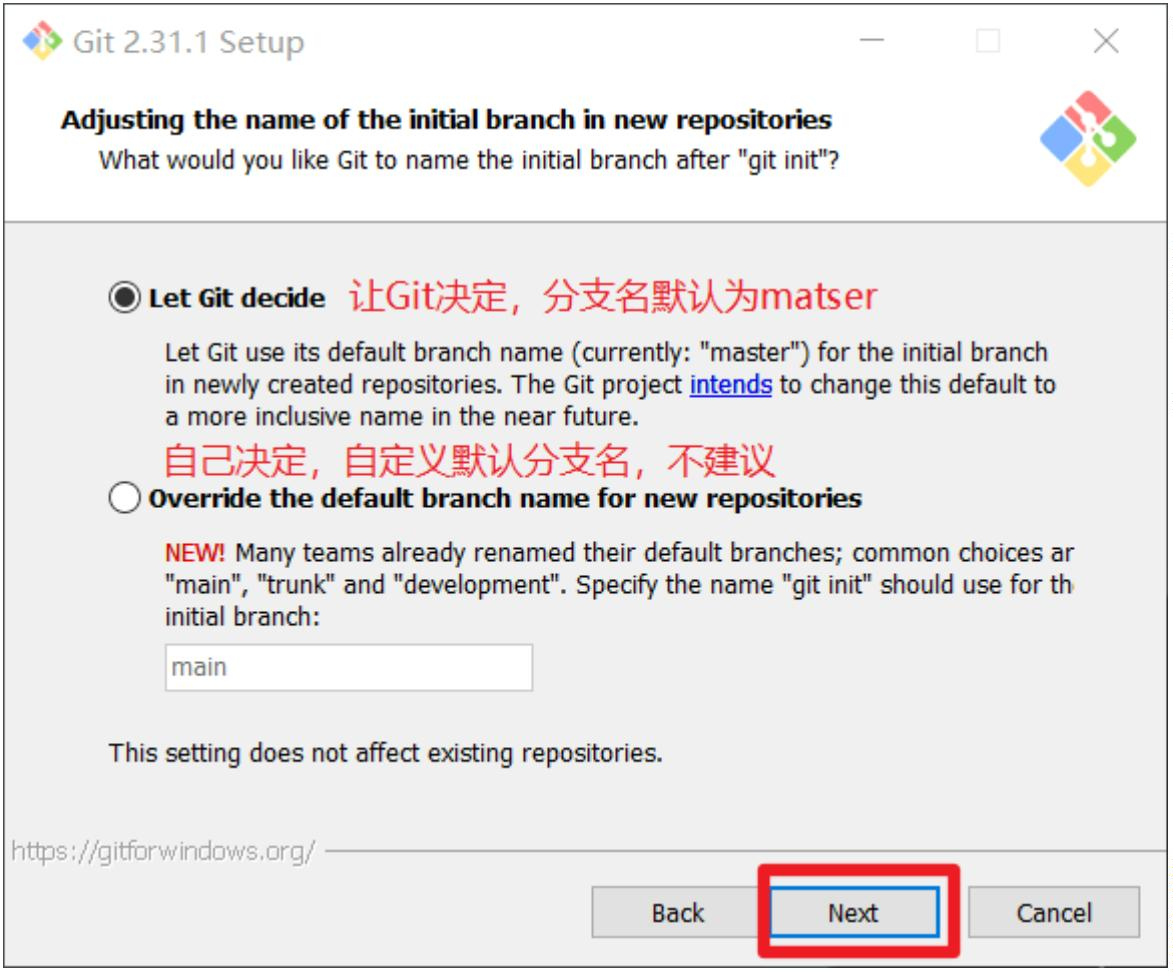 Git 2.31.1 Setup
Adjusting the name of the initial branch in new repositories
What would you like Git to name the initial branch after "git init"?
Let Git decide 让Git决定，分支名默认为matser
Let Git use its default branch name (currently: "master") for the initial branch
in newly created repositories. The Git project intends to change this default to
a more inclusive name in the near future.
自己决定，自定义默认分支名，不建议
Override the default branch name for new repositories
NEW! Many teams already renamed their default branches; common choices ar
"main", "trunk" and "development". Specify the name "git init" should use for th
initial branch:
main
This setting does not affect existing repositories.
https://gitforwindows.org/
Back Next Cancel